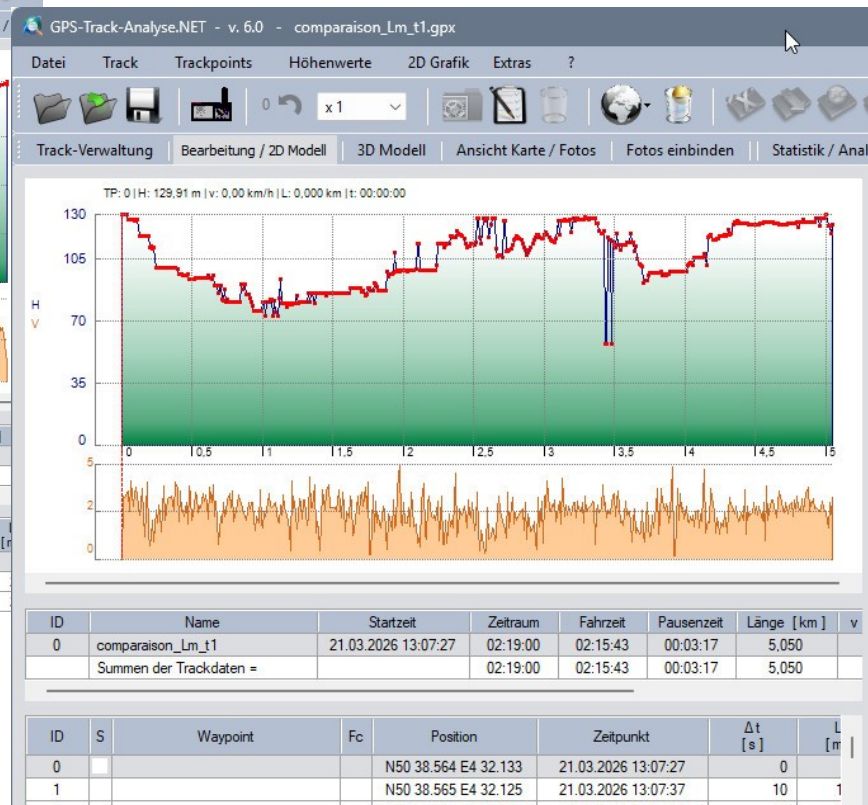 GPS-Track-Analyse.NET - v. 6.0 - comparaison_Lm_t1.gpx
Datei Track Trackpoints Höhenwerte 2D Grafik Extras ?
0 x 1
Track-Verwaltung Bearbeitung / 2D Modell 3D Modell Ansicht Karte / Fotos Fotos einbinden Statistik / Anal
TP: 0 | H: 129,91 m | v: 0,00 km/h | L: 0,000 km | t: 00:00:00
130
105
H
V
70
35
0
0 0,5 1 1,5 2 2,5 3 3,5 4 4,5 5
5
2
0
ID Name Startzeit Zeitraum Fahrzeit Pausenzeit Länge [km] v
0 comparaison_Lm_t1 21.03.2026 13:07:27 02:19:00 02:15:43 00:03:17 5,050
Summen der Trackdaten = 02:19:00 02:15:43 00:03:17 5,050
ID S Waypoint Fc Position Zeitpunkt Δt [s] L [m
0 N50 38.564 E4 32.133 21.03.2026 13:07:27 0
1 N50 38.565 E4 32.125 21.03.2026 13:07:37 10 1